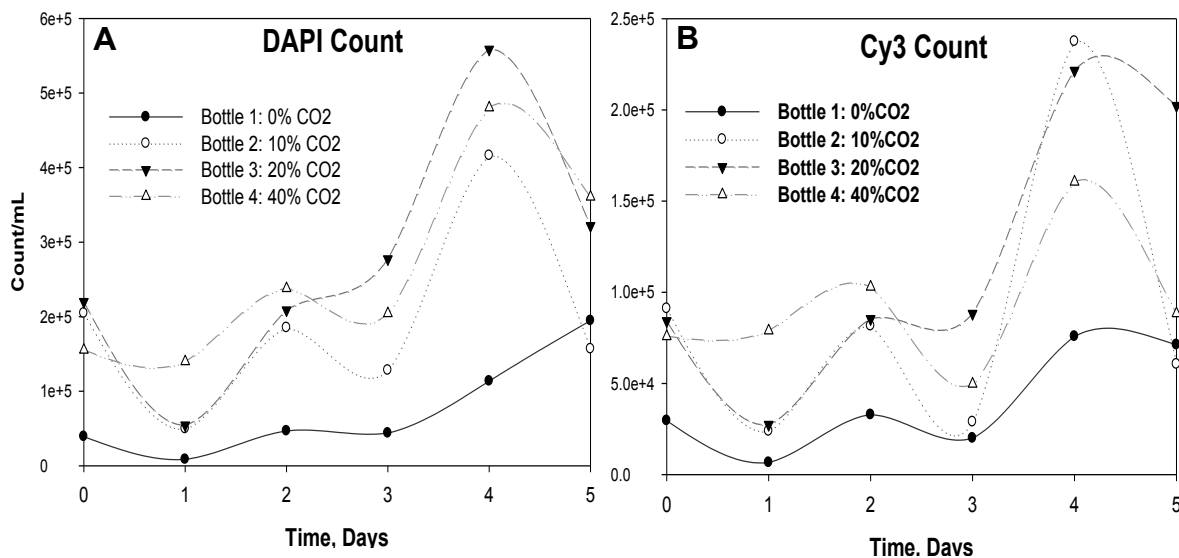 A
DAPI Count
Bottle 1: 0% CO2
Bottle 2: 10% CO2
Bottle 3: 20% CO2
Bottle 4: 40% CO2
Count/mL
6e+5
5e+5
4e+5
3e+5
2e+5
1e+5
0
0 1 2 3 4 5
Time, Days
B
Cy3 Count
Bottle 1: 0%CO2
Bottle 2: 10%CO2
Bottle 3: 20%CO2
Bottle 4: 40%CO2
2.5e+5
2.0e+5
1.5e+5
1.0e+5
5.0e+4
0.0
0 1 2 3 4 5
Time, Days